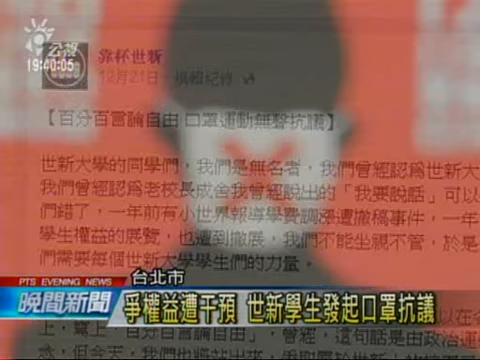 公視
19:40:05
靠杯世新
12月21日 · 編輯紀錄
【百分百言論自由 口罩運動無聲抗議】
世新大學的同學們，我們是無名者，我們曾經認爲世新大
我們曾經認爲老校長成舍我曾經說出的「我要說話」可以
們錯了，一年前有小世界報導學費調漲遭撤稿事件，一年
學生權益的展覽，也遭到撤展，我們不能坐視不管，於是
們需要每個世新大學學生們的力量。
台北市
PTS EVENING NEWS
晚間新聞
爭權益遭干預 世新學生發起口罩抗議
「百分百言論自由」，曾經，這句話是由政治運